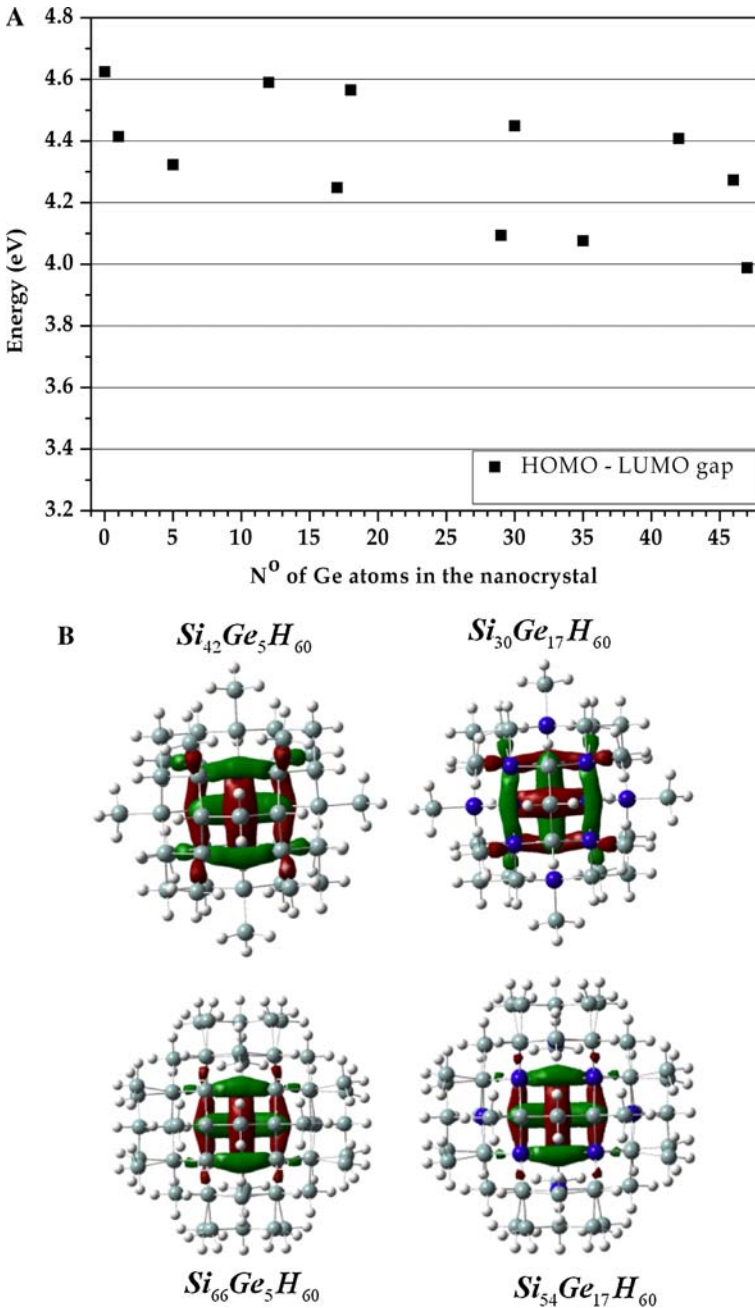 A
4.8
4.6
4.4
4.2
4.0
3.8
3.6
3.4
3.2
Energy (eV)
■ HOMO - LUMO gap
0 5 10 15 20 25 30 35 40 45
N° of Ge atoms in the nanocrystal
B
Si₄₂Ge₅H₆₀
Si₃₀Ge₁₇H₆₀
Si₆₆Ge₅H₆₀
Si₅₄Ge₁₇H₆₀